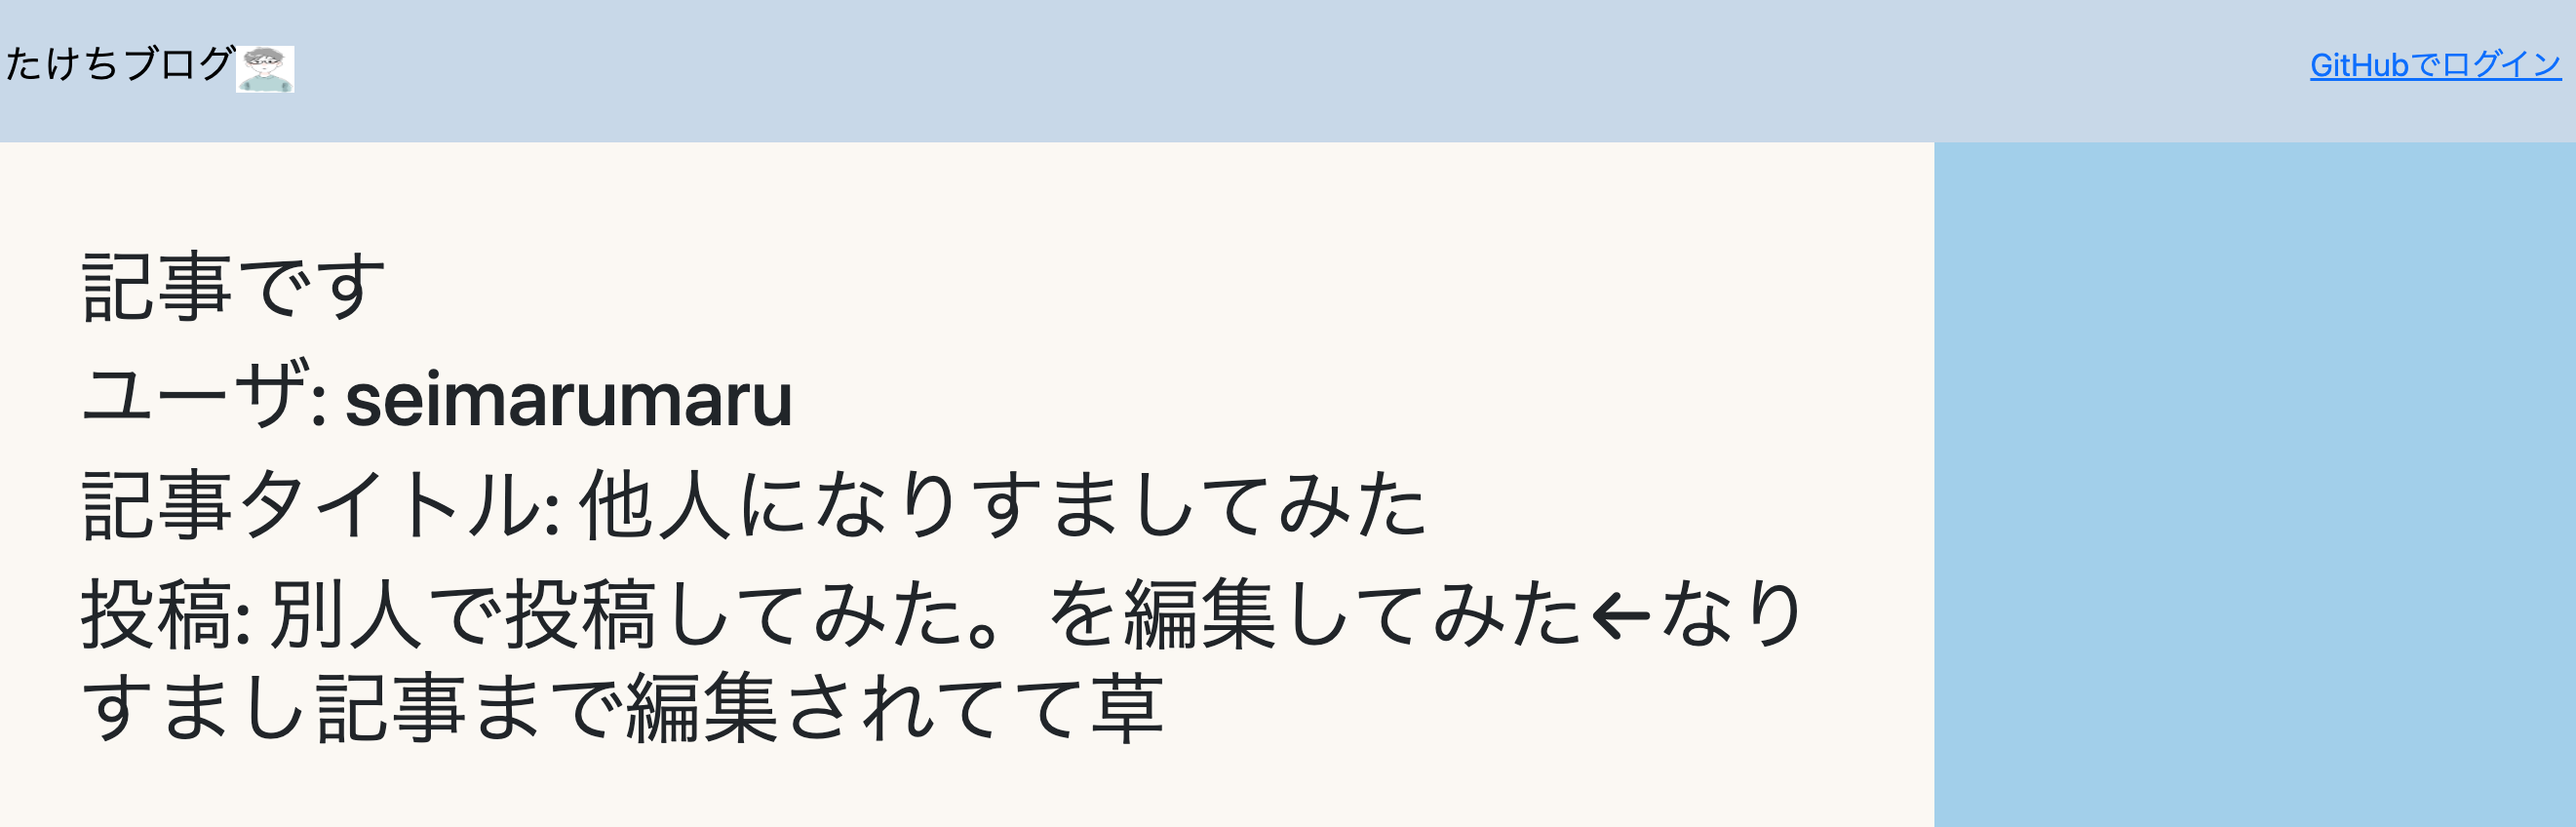 たけちブログ
GitHubでログイン
記事です
ユーザ: seimarumaru
記事タイトル: 他人になりすましてみた
投稿: 別人で投稿してみた。を編集してみた←なり
すまし記事まで編集されてて草